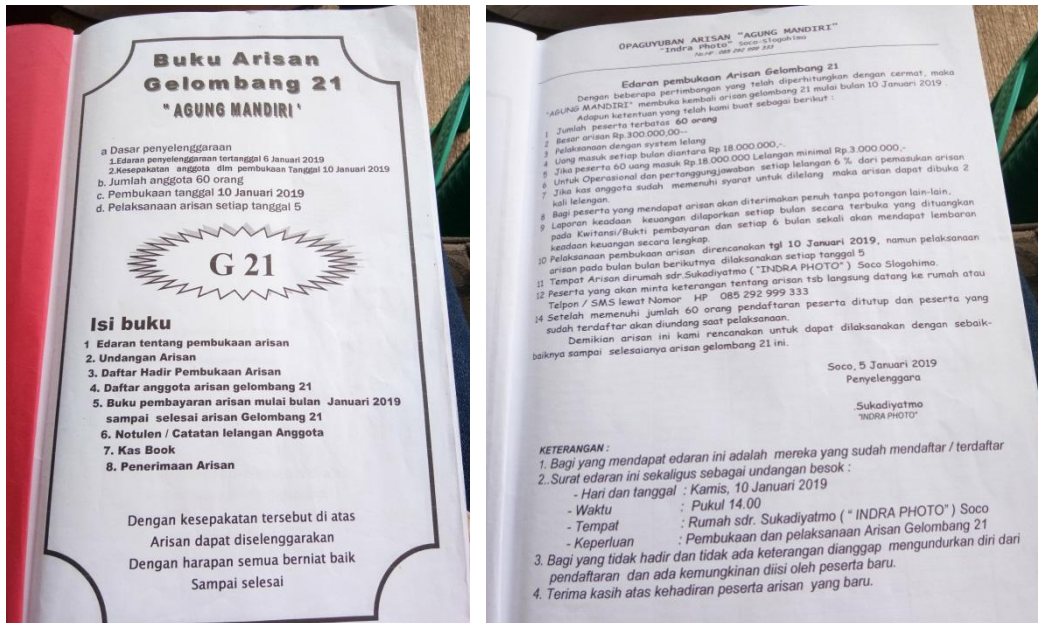 Buku Arisan
Gelombang 21
"AGUNG MANDIRI'
a Dasar penyelenggaraan
1.Edaran penyelenggaraan tertanggal 6 Januari 2019
2.Kesepakatan anggota dlm pembukaan Tanggal 10 Januari 2019
b. Jumlah anggota 60 orang
c. Pembukaan tanggal 10 Januari 2019
d. Pelaksanaan arisan setiap tanggal 5
G 21
Isi buku
1 Edaran tentang pembukaan arisan
2. Undangan Arisan
3. Daftar Hadir Pembukaan Arisan
4. Daftar anggota arisan gelombang 21
5. Buku pembayaran arisan mulai bulan Januari 2019
sampai selesai arisan Gelombang 21
6. Notulen / Catatan lelangan Anggota
7. Kas Book
8. Penerimaan Arisan
Dengan kesepakatan tersebut di atas
Arisan dapat diselenggarakan
Dengan harapan semua berniat baik
Sampai selesai
OPAGUYUBAN ARISAN "AGUNG MANDIRI"
"Indra Photo" Soco-Slogohimo
No.HP. 085 292 999 333
Edaran pembukaan Arisan Gelombang 21
Dengan beberapa pertimbangan yang telah diperhitungkan dengan cermat, maka
"AGUNG MANDIRI" membuka kembali arisan gelombang 21 mulai bulan 10 Januari 2019 .
Adapun ketentuan yang telah kami buat sebagai berikut :
1 Jumlah peserta terbatas 60 orang
2 Besar arisan Rp.300.000,00--
3 Pelaksanaan dengan system lelang
4 Uang masuk setiap bulan diantara Rp 18.000.000,-.
5 Jika peserta 60 uang masuk Rp.18.000.000 Lelangan minimal Rp.3.000.000,-
6 Untuk Operasional dan pertanggungjawaban setiap lelangan 6 % dari pemasukan arisan
7 Jika kas anggota sudah memenuhi syarat untuk dilelang maka arisan dapat dibuka 2
kali lelengan.
8 Bagi peserta yang mendapat arisan akan diterimakan penuh tanpa potongan lain-lain,
9 Laporan keadaan keuangan dilaporkan setiap bulan secara terbuka yang dituangkan
pada Kwitansi/Bukti pembayaran dan setiap 6 bulan sekali akan mendapat lembaran
keadaan keuangan secara lengkap.
10 Pelaksanaan pembukaan arisan direncanakan tgl 10 Januari 2019, namun pelaksanaan
arisan pada bulan bulan berikutnya dilaksanakan setiap tanggal 5
11 Tempat Arisan dirumah sdr.Sukadiyatmo ( "INDRA PHOTO" ) Soco Slogohimo.
12 Peserta yang akan minta keterangan tentang arisan tsb langsung datang ke rumah atau
Telpon / SMS lewat Nomor HP 085 292 999 333
14 Setelah memenuhi jumlah 60 orang pendaftaran peserta ditutup dan peserta yang
sudah terdaftar akan diundang saat pelaksanaan.
Demikian arisan ini kami rencanakan untuk dapat dilaksanakan dengan sebaik-
baiknya sampai selesaianya arisan gelombang 21 ini.
Soco, 5 Januari 2019
Penyelenggara
.Sukadiyatmo
"INDRA PHOTO"
KETERANGAN :
1. Bagi yang mendapat edaran ini adalah mereka yang sudah mendaftar / terdaftar
2..Surat edaran ini sekaligus sebagai undangan besok :
- Hari dan tanggal : Kamis, 10 Januari 2019
- Waktu : Pukul 14.00
- Tempat : Rumah sdr. Sukadiyatmo ( " INDRA PHOTO" ) Soco
- Keperluan : Pembukaan dan pelaksanaan Arisan Gelombang 21
3. Bagi yang tidak hadir dan tidak ada keterangan dianggap mengundurkan diri dari
pendaftaran dan ada kemungkinan diisi oleh peserta baru.
4. Terima kasih atas kehadiran peserta arisan yang baru.